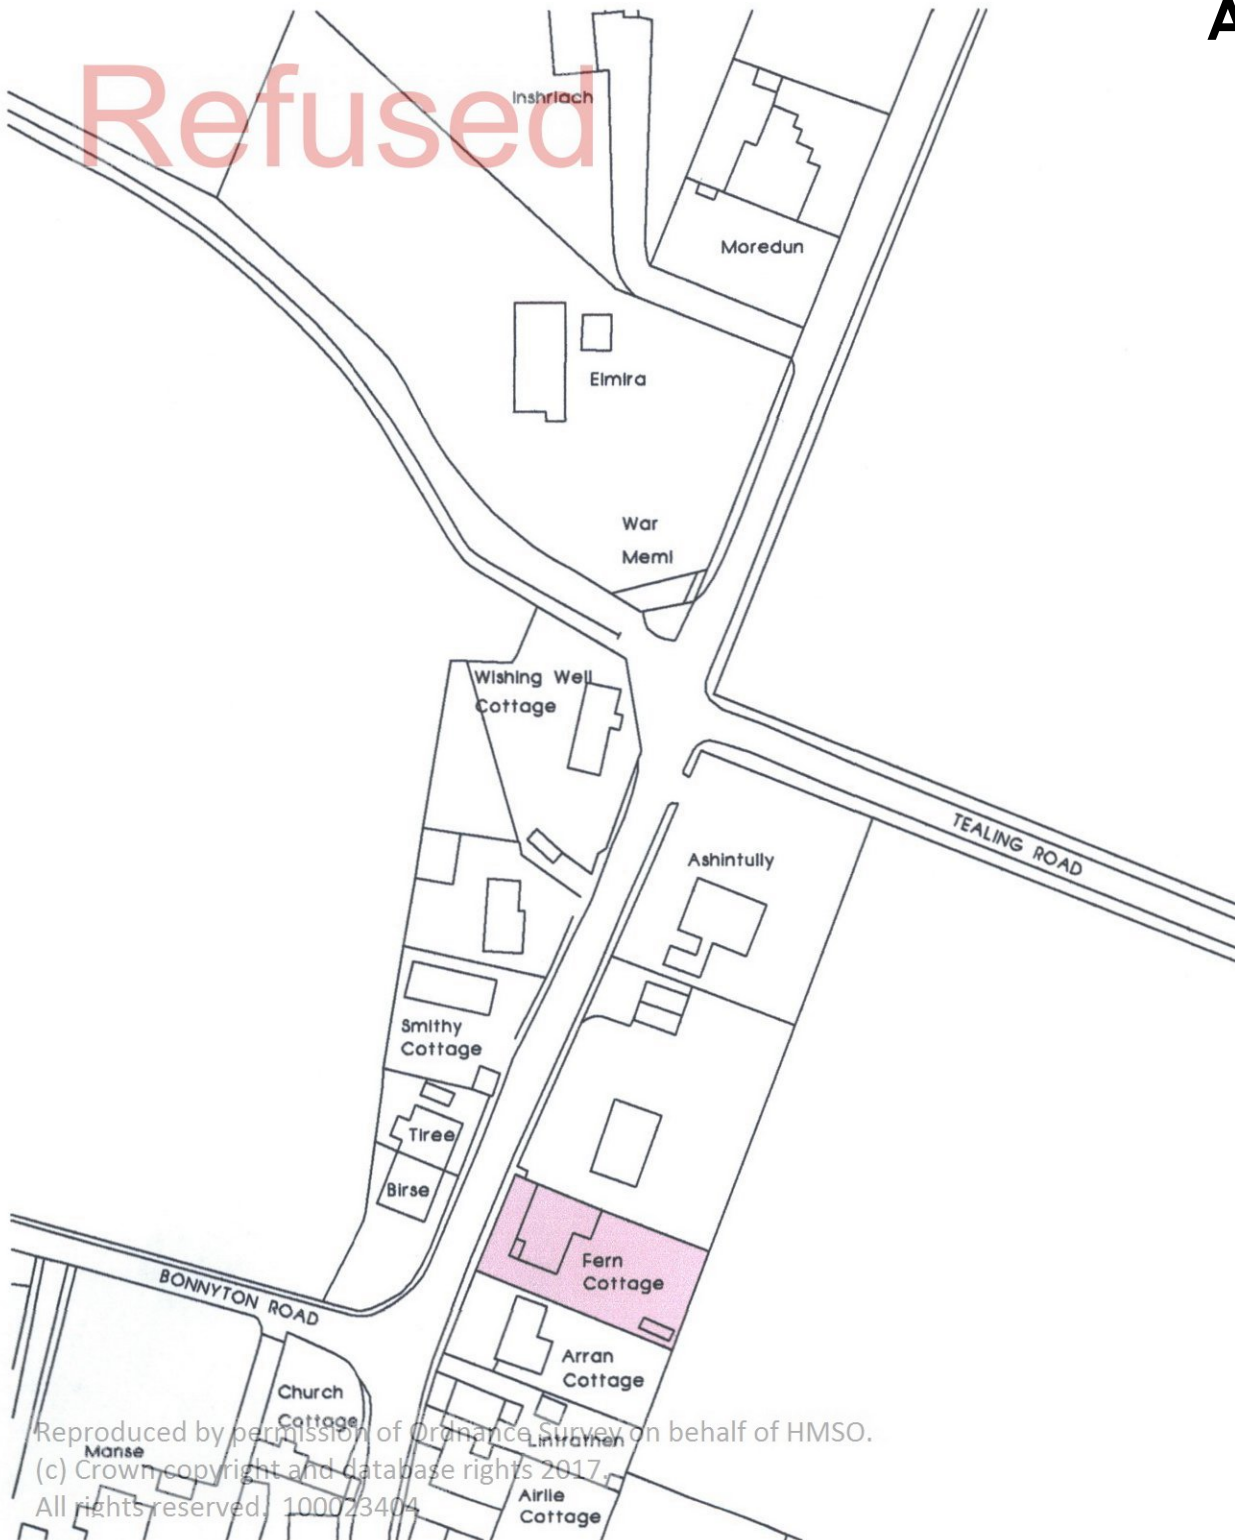 A
Refused
Inshriach
Moredun
Elmira
War
Meml
Wishing Well
Cottage
TEALING ROAD
Ashintully
Smithy
Cottage
Tiree
Birse
Fern
Cottage
BONNYTON ROAD
Arran
Cottage
Church
Cottage
Reproduced by permission of Ordnance Survey on behalf of HMSO.
Lintrathen
Manse
(c) Crown copyright and database rights 2017.
Airlie
Cottage
All rights reserved. 100023404